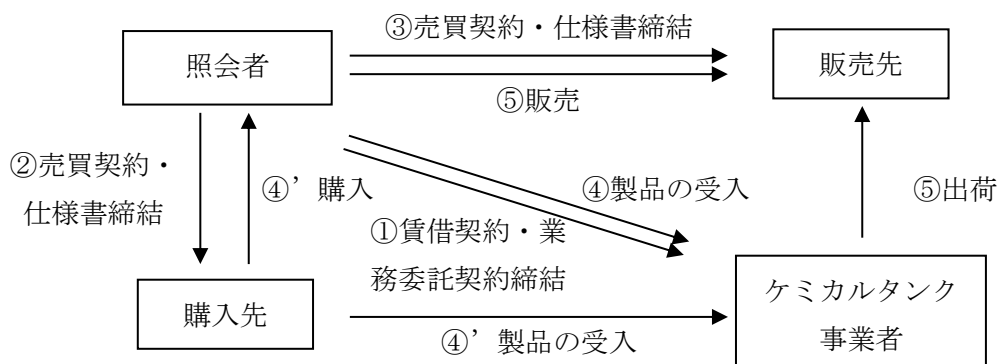 ③売買契約・仕様書締結
照会者
販売先
⑤販売
②売買契約・
仕様書締結
④’購入
④製品の受入
⑤出荷
①賃借契約・業
務委託契約締結
購入先
ケミカルタンク
事業者
④’製品の受入